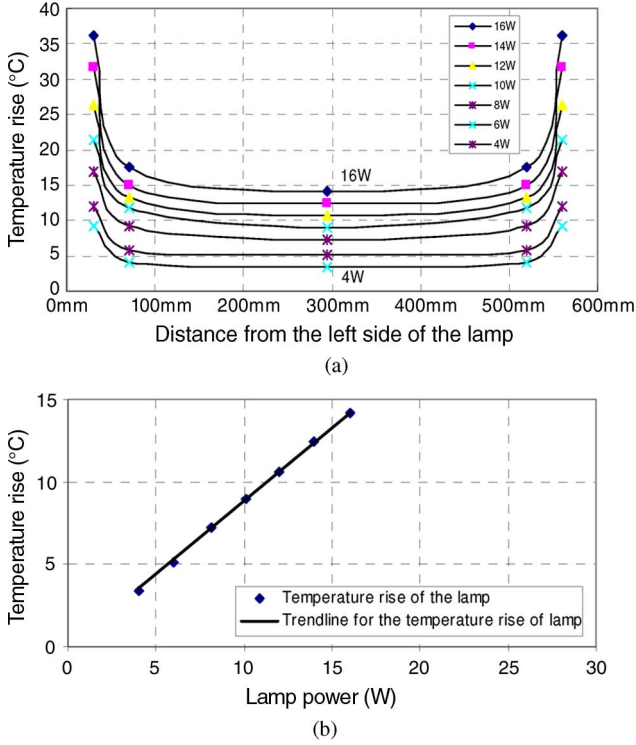 40
35
30
25
20
15
10
5
0
Temperature rise (°C)
16W
14W
12W
10W
8W
6W
4W
16W
4W
0mm 100mm 200mm 300mm 400mm 500mm 600mm
Distance from the left side of the lamp
(a)
15
10
5
0
Temperature rise (°C)
Temperature rise of the lamp
Trendline for the temperature rise of lamp
0 5 10 15 20 25 30
Lamp power (W)
(b)